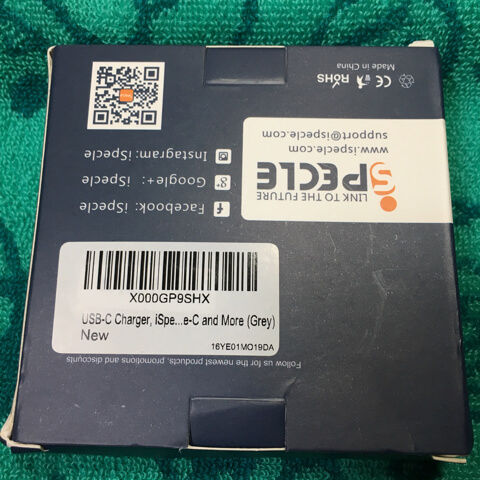 iSPECLE
LINK TO THE FUTURE
www.iSpecle.com
support@ispecle.com
CE RoHS
Made in China
Follow us for the newest products, promotions and discounts
Facebook: iSpecle
Google+: iSpecle
Instagram: iSpecle
X000GP9SHX
USB-C Charger, iSpe...e-C and More (Grey)
New
16YE01MO19DA